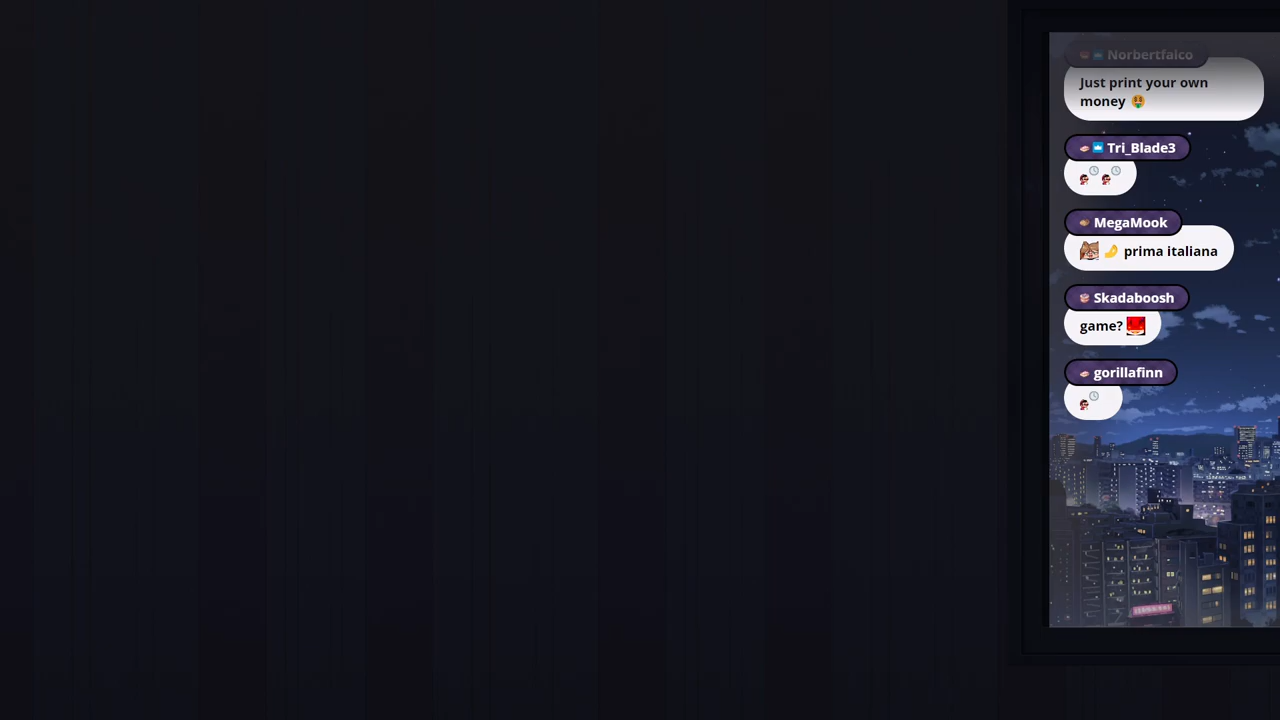 Norbertfalco
Just print your own
money
Tri_Blade3
MegaMook
prima italiana
Skadaboosh
game?
gorillafinn